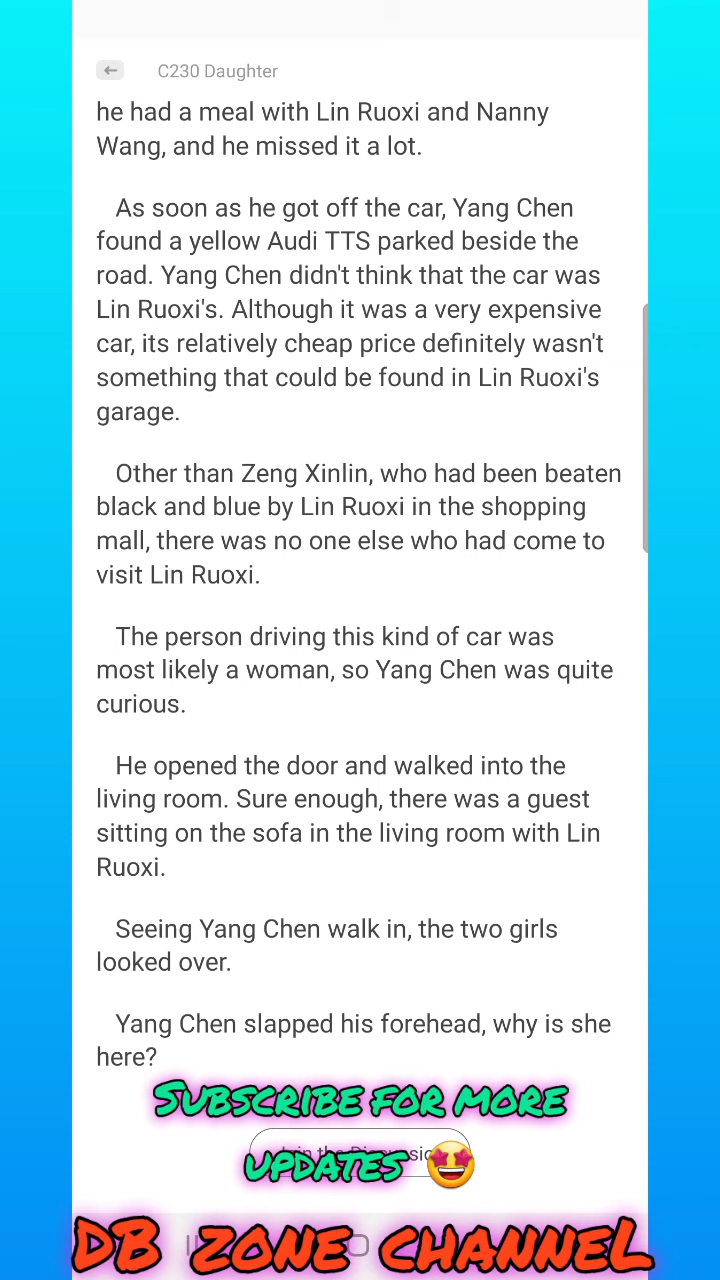 C230 Daughter
he had a meal with Lin Ruoxi and Nanny
Wang, and he missed it a lot.
As soon as he got off the car, Yang Chen
found a yellow Audi TTS parked beside the
road. Yang Chen didn't think that the car was
Lin Ruoxi's. Although it was a very expensive
car, its relatively cheap price definitely wasn't
something that could be found in Lin Ruoxi's
garage.
Other than Zeng Xinlin, who had been beaten
black and blue by Lin Ruoxi in the shopping
mall, there was no one else who had come to
visit Lin Ruoxi.
The person driving this kind of car was
most likely a woman, so Yang Chen was quite
curious.
He opened the door and walked into the
living room. Sure enough, there was a guest
sitting on the sofa in the living room with Lin
Ruoxi.
Seeing Yang Chen walk in, the two girls
looked over.
Yang Chen slapped his forehead, why is she
here?
SUBSCRIBE FOR MORE
UPDATES 🤩
DB ZONE CHANNEL